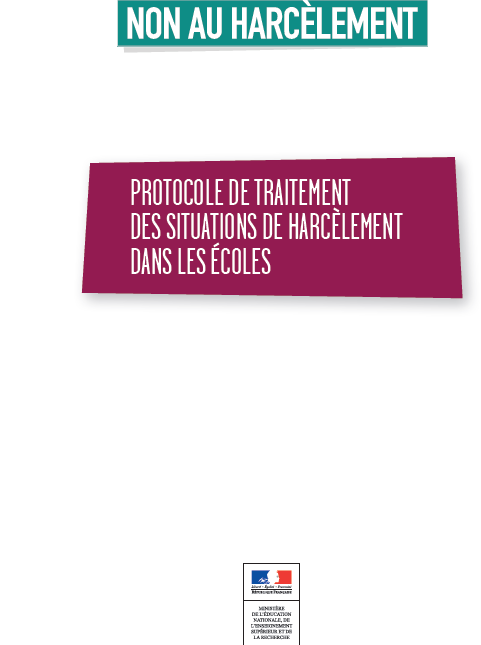 NON AU HARCÈLEMENT
PROTOCOLE DE TRAITEMENT
DES SITUATIONS DE HARCÈLEMENT
DANS LES ÉCOLES
Liberté • Égalité • Fraternité
RÉPUBLIQUE FRANÇAISE
MINISTÈRE
DE L'ÉDUCATION
NATIONALE, DE
L'ENSEIGNEMENT
SUPÉRIEUR ET DE
LA RECHERCHE